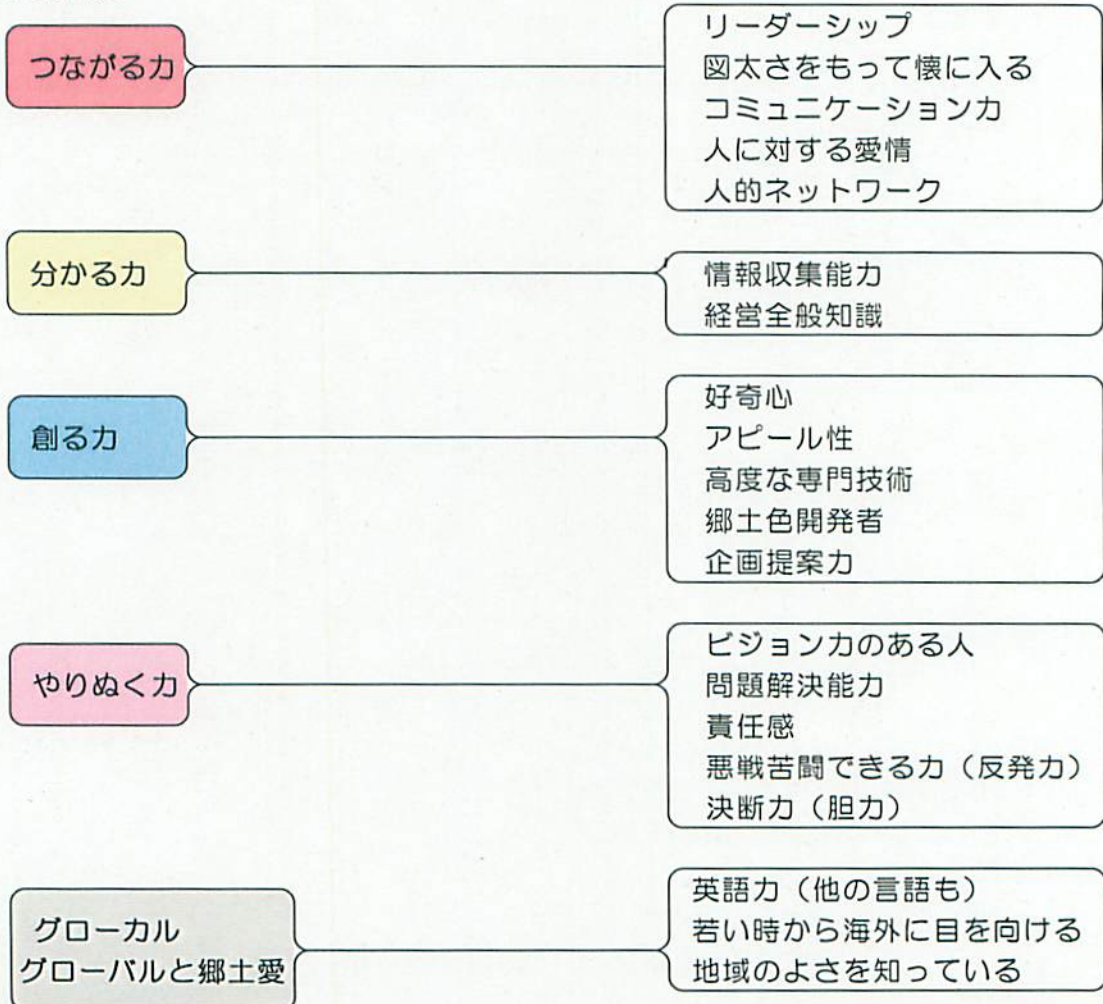 つながる力
リーダーシップ
図太さをもって懐に入る
コミュニケーション力
人に対する愛情
人的ネットワーク
分かる力
情報収集能力
経営全般知識
創る力
好奇心
アピール性
高度な専門技術
郷土色開発者
企画提案力
やりぬく力
ビジョン力のある人
問題解決能力
責任感
悪戦苦闘できる力（反発力）
決断力（胆力）
グローカル
グローバルと郷土愛
英語力（他の言語も）
若い時から海外に目を向ける
地域のよさを知っている